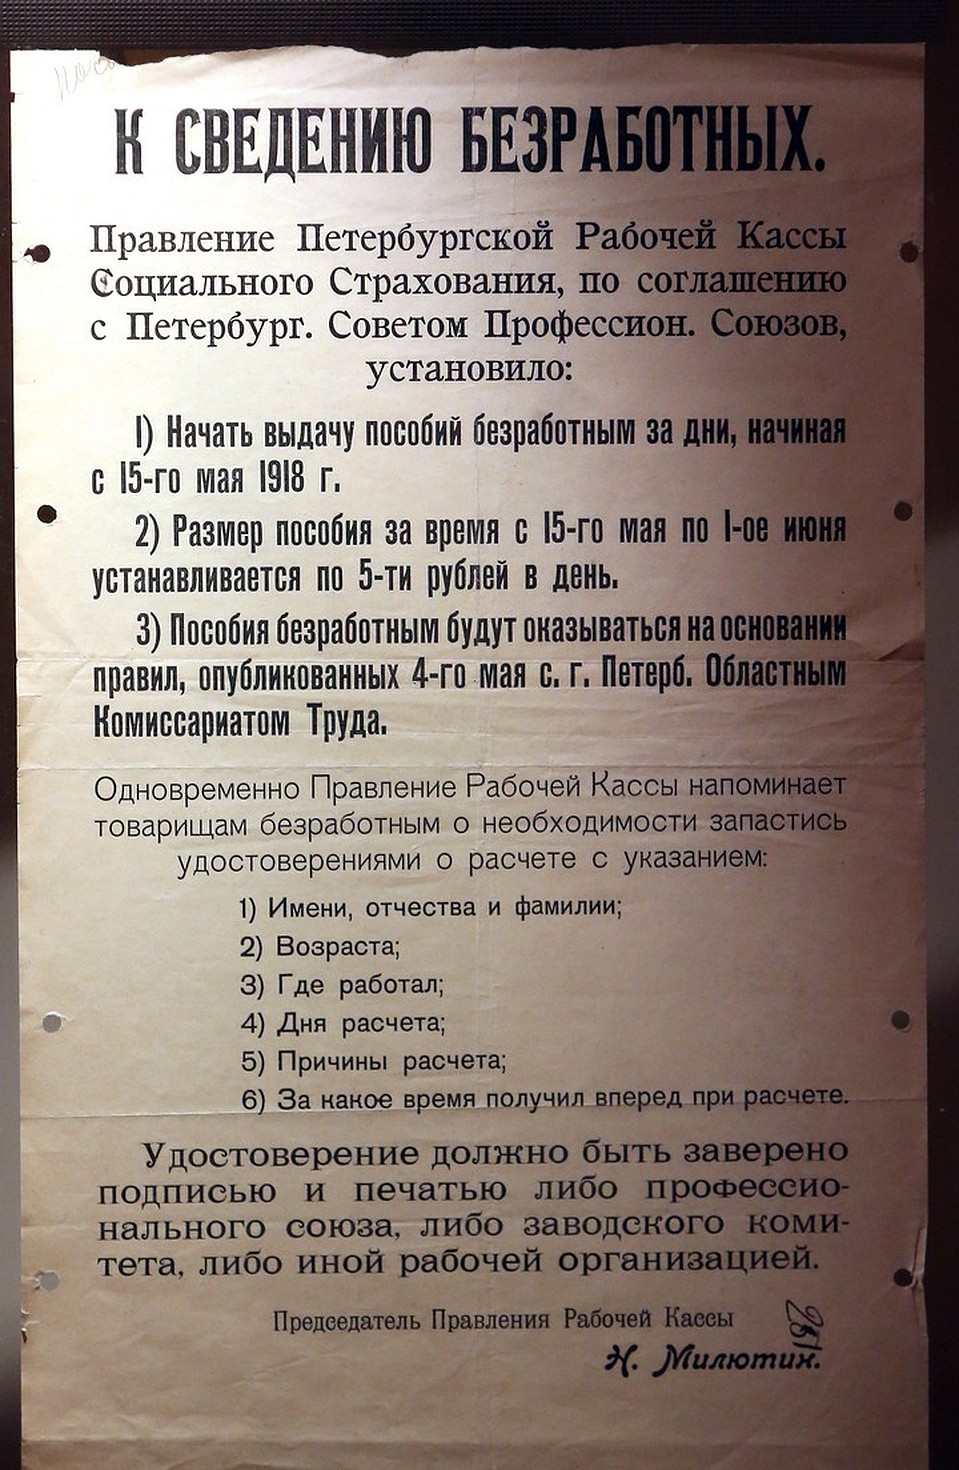 К СВЕДЕНИЮ БЕЗРАБОТНЫХ.
Правление Петербургской Рабочей Кассы
Социального Страхования, по соглашению
с Петербург. Советом Профессион. Союзов,
установило:
1) Начать выдачу пособий безработным за дни, начиная
с 15-го мая 1918 г.
2) Размер пособия за время с 15-го мая по 1-ое июня
устанавливается по 5-ти рублей в день.
3) Пособия безработным будут оказываться на основании
правил, опубликованных 4-го мая с. г. Петерб. Областным
Комиссариатом Труда.
Одновременно Правление Рабочей Кассы напоминает
товарищам безработным о необходимости запастись
удостоверениями о расчете с указанием:
1) Имени, отчества и фамилии;
2) Возраста;
3) Где работал;
4) Дня расчета;
5) Причины расчета;
6) За какое время получил вперед при расчете.
Удостоверение должно быть заверено
подписью и печатью либо профессио-
нального союза, либо заводского коми-
тета, либо иной рабочей организацией.
Председатель Правления Рабочей Кассы
Н. Милютин.